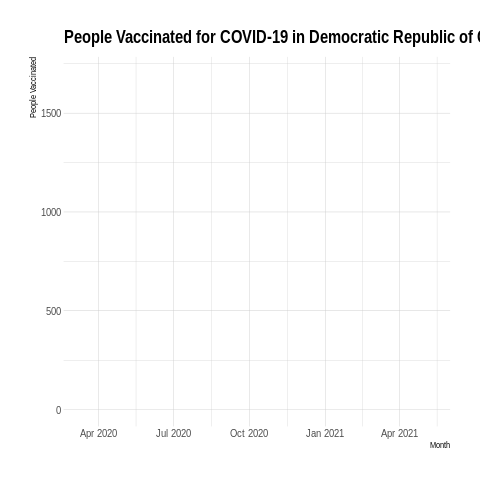 People Vaccinated for COVID-19 in Democratic Republic of
People Vaccinated
1500
1000
500
0
Apr 2020 Jul 2020 Oct 2020 Jan 2021 Apr 2021
Month